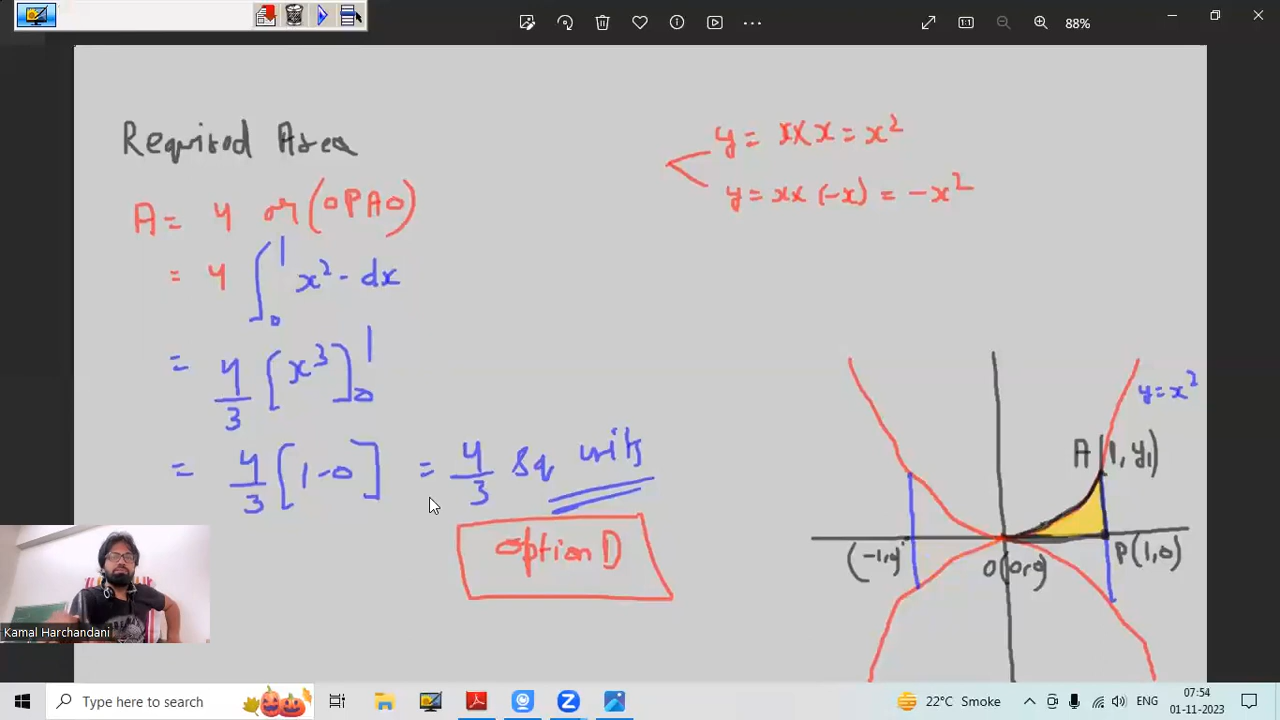 88%
Required Area
A = 4 ar (OPAO)
= 4 ∫₀¹ x² - dx
= 4/3 [x³]₀¹
= 4/3 [1-0] = 4/3 sq units
option D
y = x×x = x²
y = x×(-x) = -x²
y = x²
A(1, y₁)
P(1,0)
O(0,0)
Kamal Harchandani
Type here to search
22°C Smoke
ENG
07:54
01-11-2023